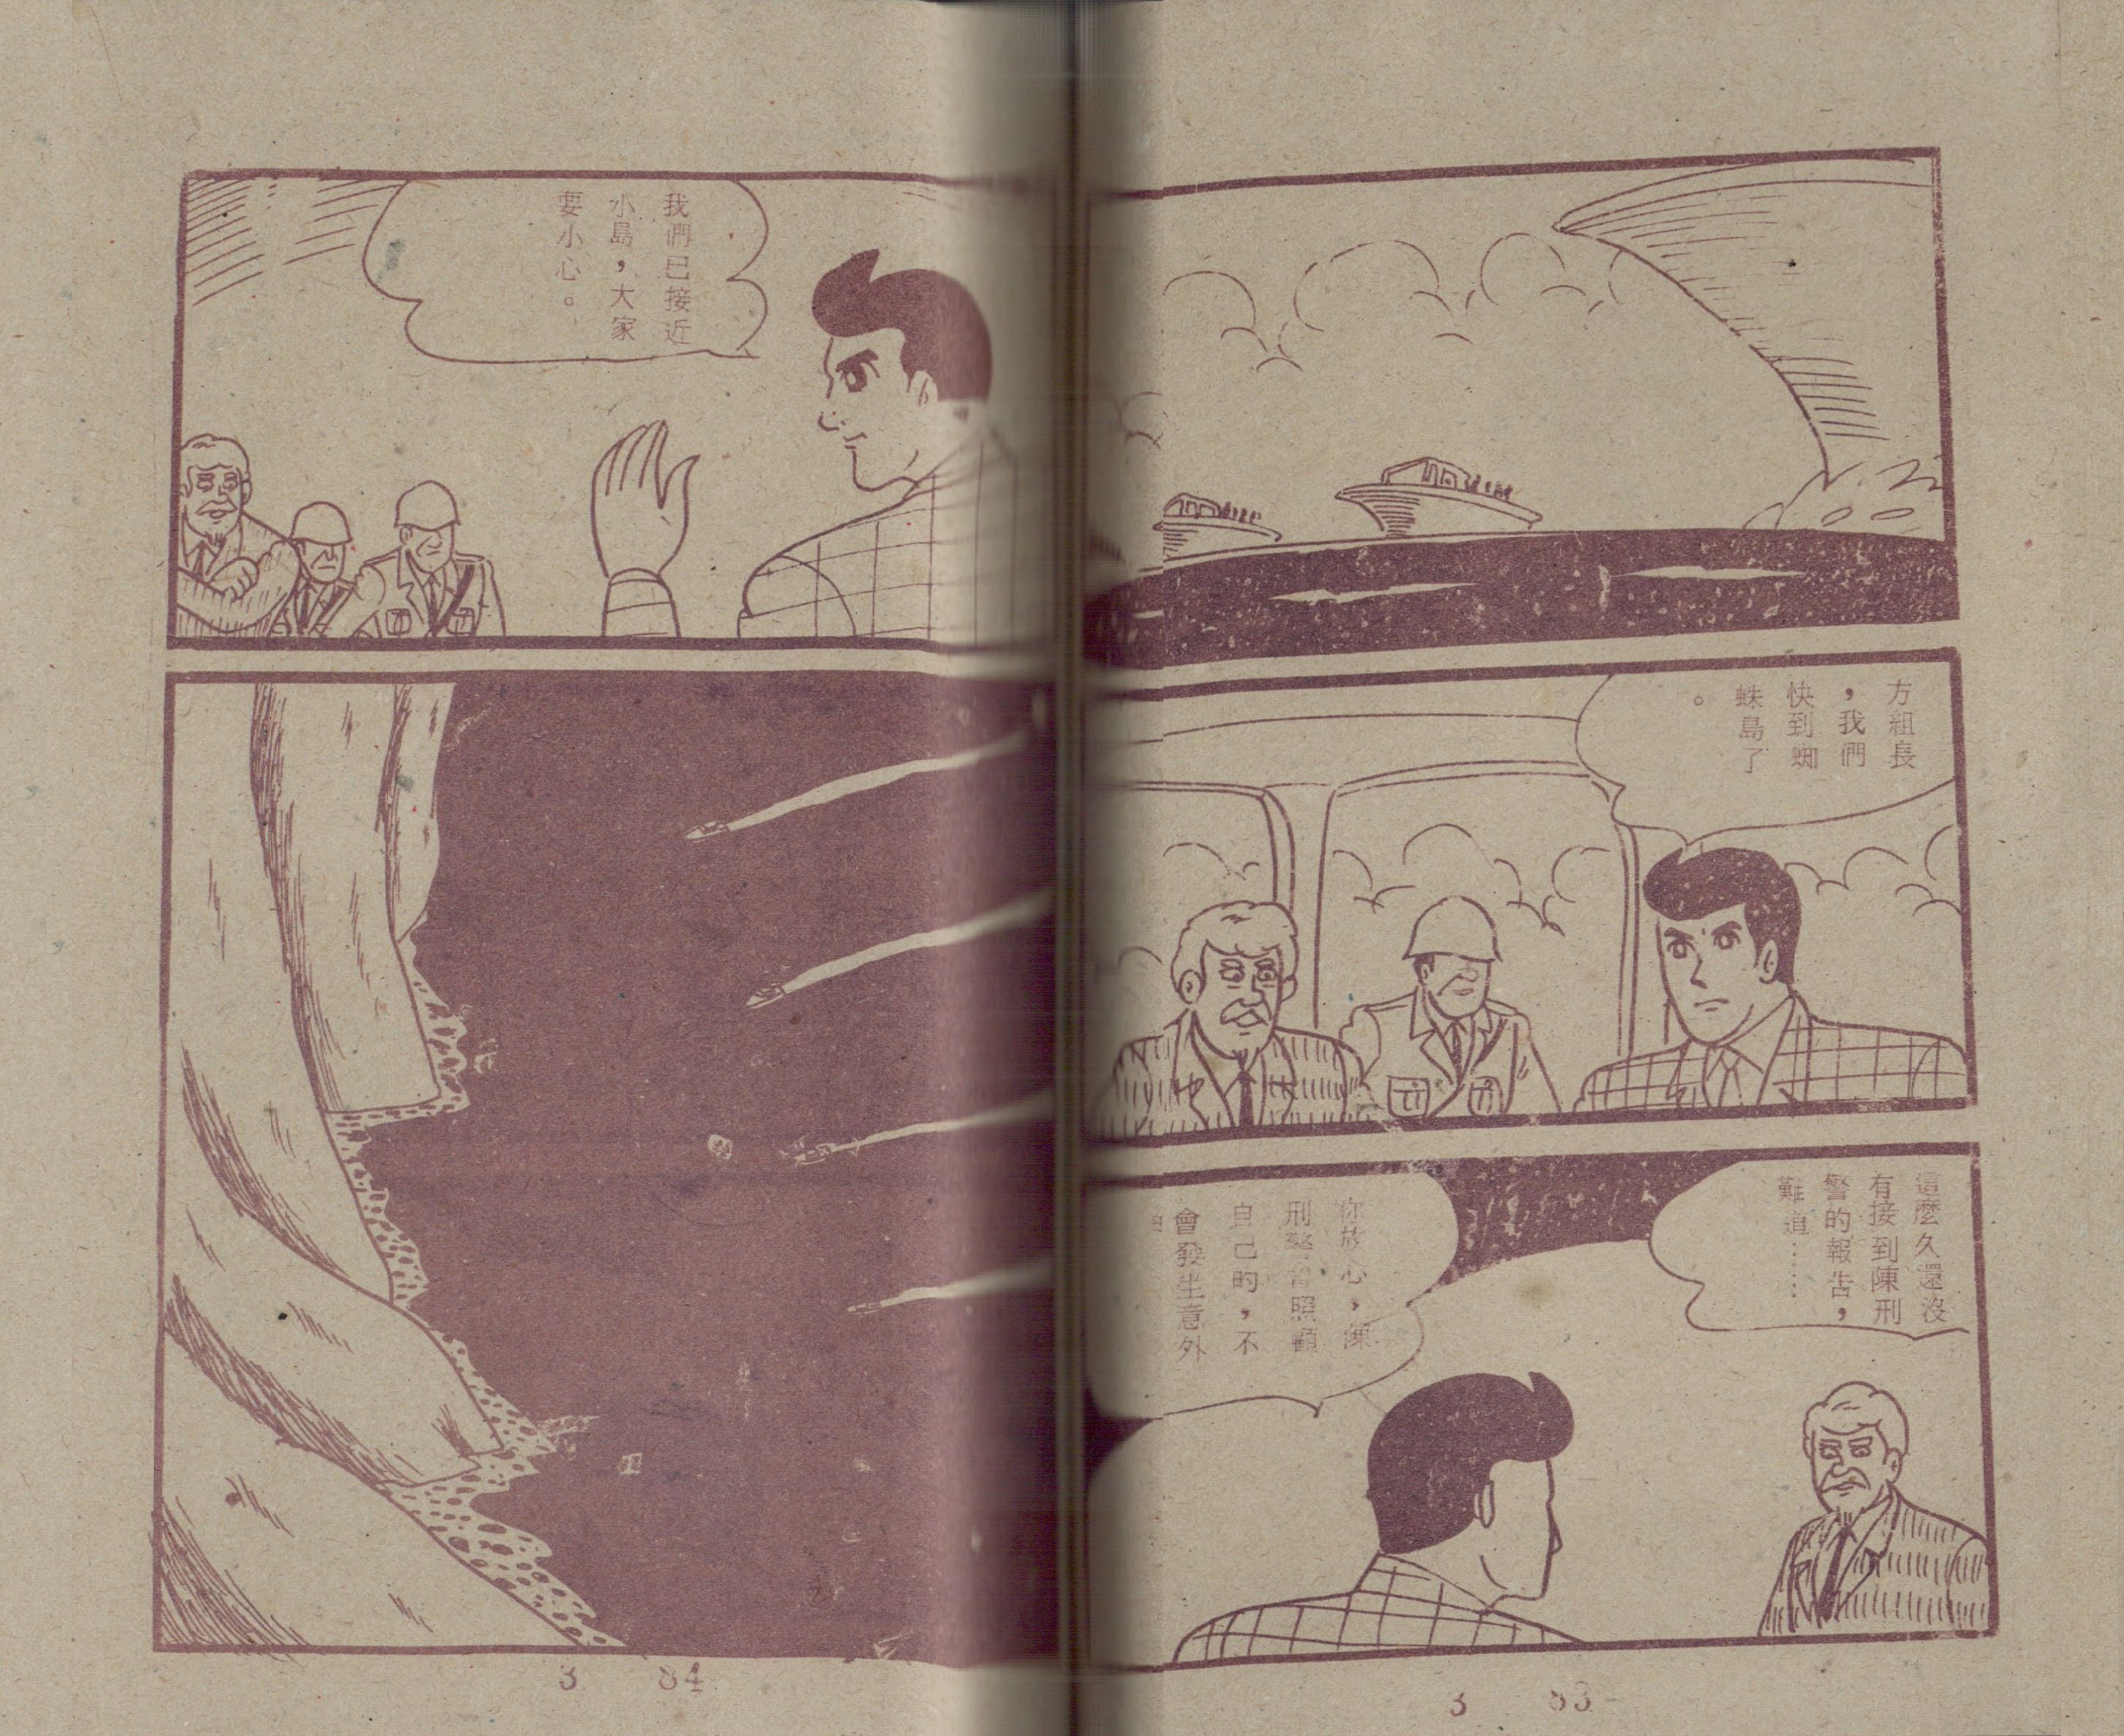 方組長
，我們
快到蜘
蛛島了
。
這麼久還沒
有接到陳刑
警的報告，
難道……
你放心，陳
刑警會照顧
自己的，不
會發生意外
3 83
我們已接近
小島，大家
要小心。
3 84